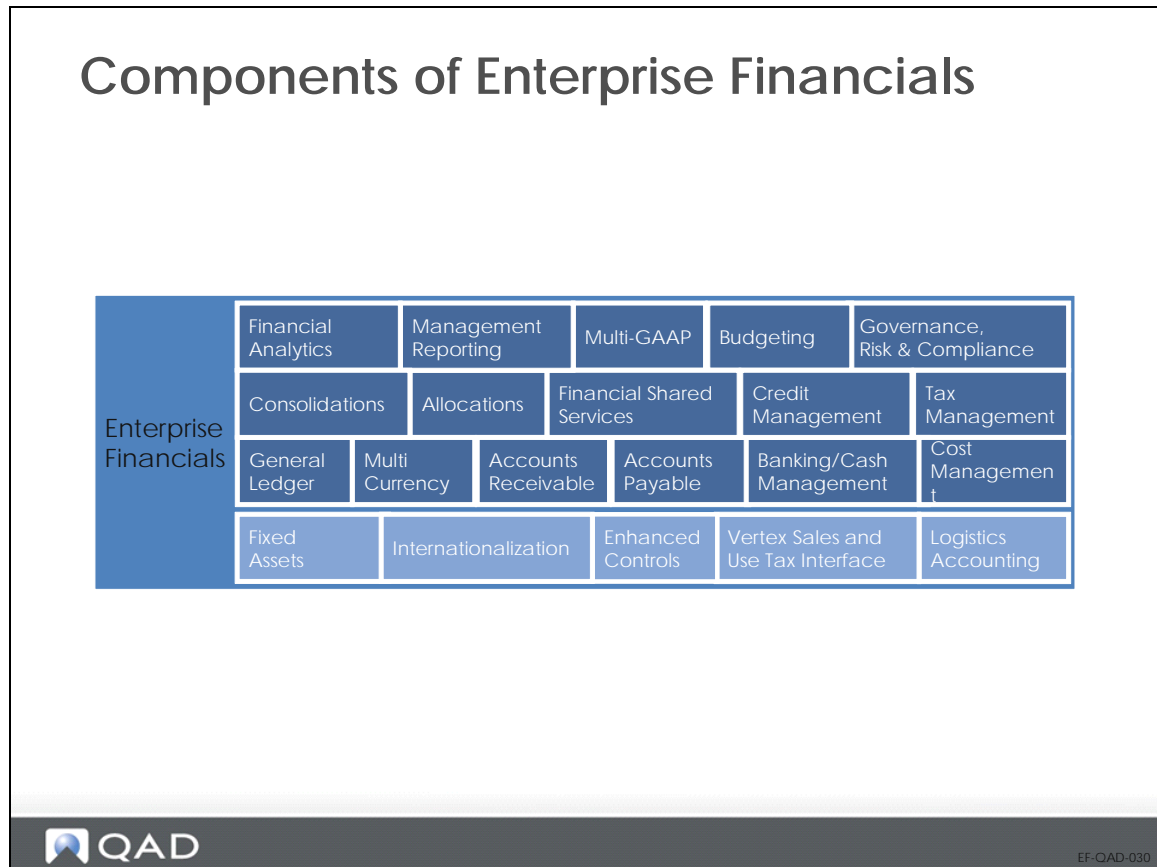 Components of Enterprise Financials
Enterprise
Financials
Financial
Analytics
Management
Reporting
Multi-GAAP
Budgeting
Governance,
Risk & Compliance
Consolidations
Allocations
Financial Shared
Services
Credit
Management
Tax
Management
General
Ledger
Multi
Currency
Accounts
Receivable
Accounts
Payable
Banking/Cash
Management
Cost
Managemen
t
Fixed
Assets
Internationalization
Enhanced
Controls
Vertex Sales and
Use Tax Interface
Logistics
Accounting
QAD
EF-QAD-030